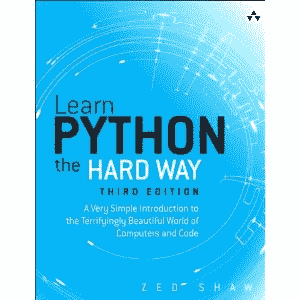 Learn
PYTHON
the HARD WAY
THIRD EDITION
A Very Simple Introduction to
the Terrifyingly Beautiful World of
Computers and Code
ZED SHAW